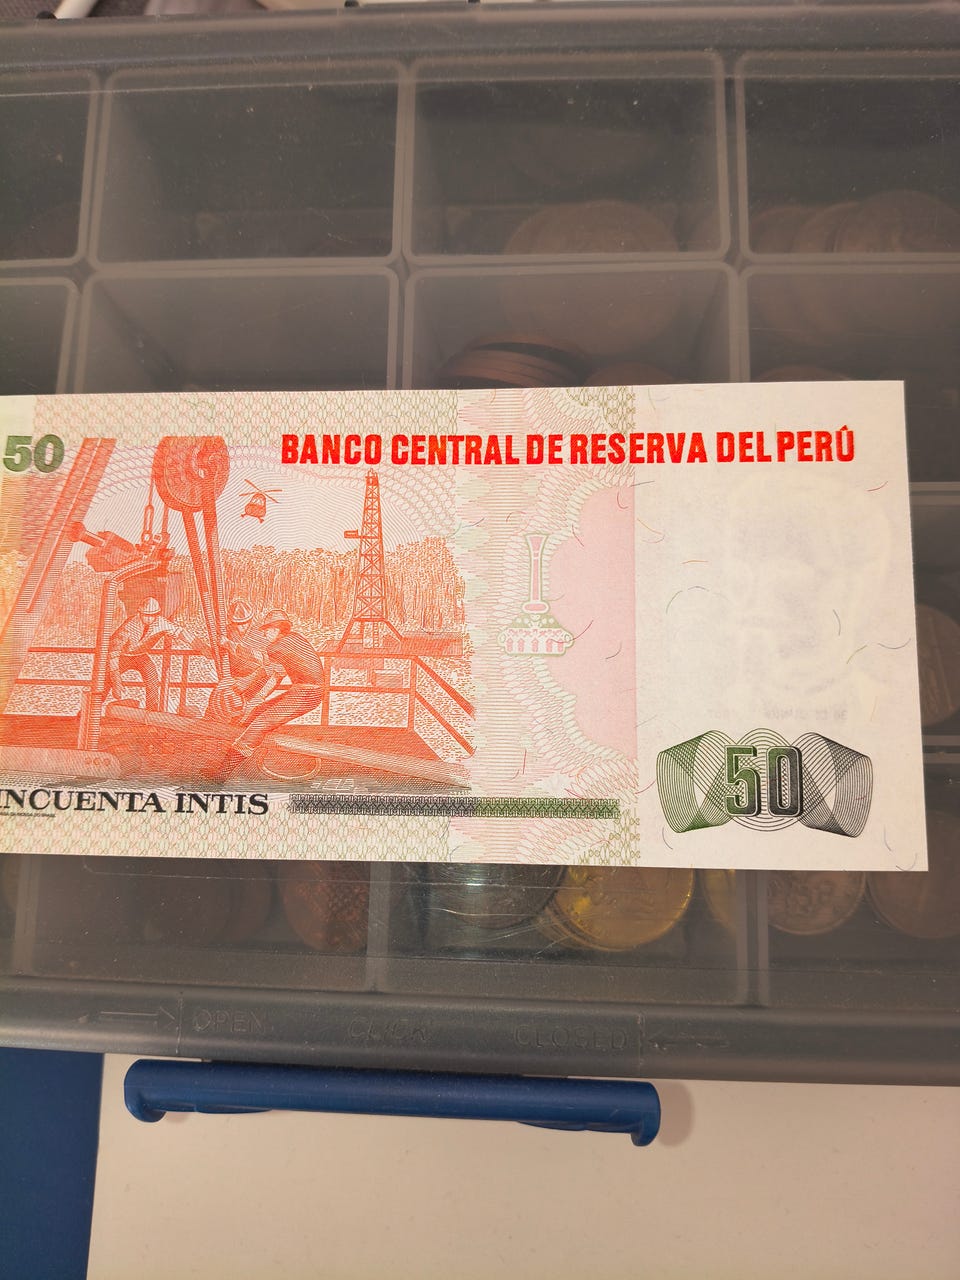 50
BANCO CENTRAL DE RESERVA DEL PERÚ
50
INCUENTA INTIS
OPEN CLICK CLOSED